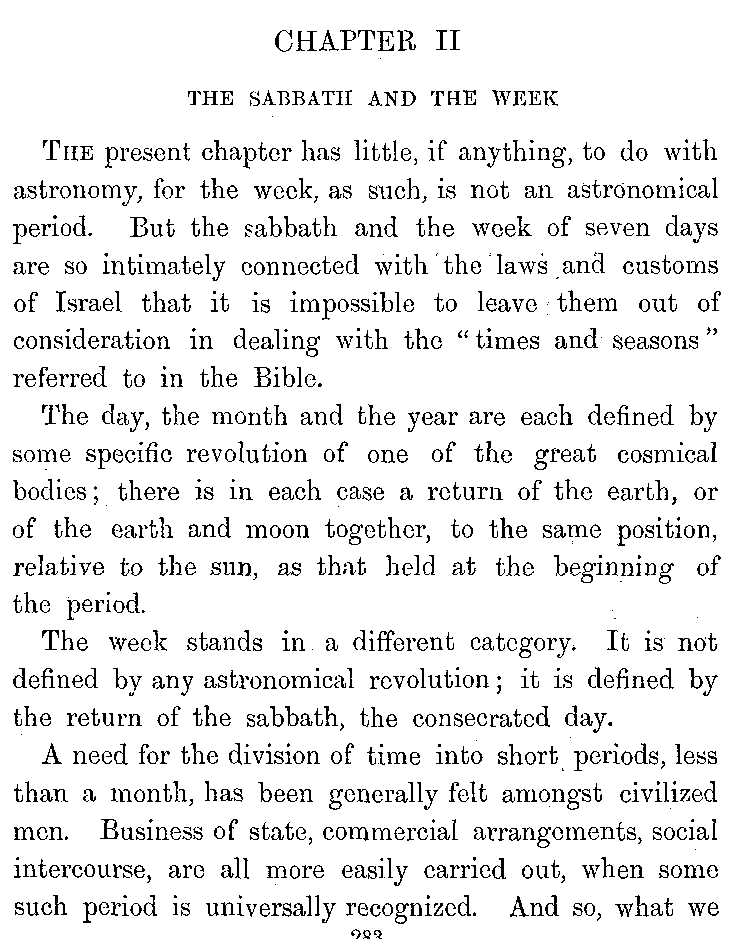 CHAPTER II
THE SABBATH AND THE WEEK
THE present chapter has little, if anything, to do with
astronomy, for the week, as such, is not an astronomical
period. But the sabbath and the week of seven days
are so intimately connected with the laws and customs
of Israel that it is impossible to leave them out of
consideration in dealing with the “times and seasons”
referred to in the Bible.
The day, the month and the year are each defined by
some specific revolution of one of the great cosmical
bodies; there is in each case a return of the earth, or
of the earth and moon together, to the same position,
relative to the sun, as that held at the beginning of
the period.
The week stands in a different category. It is not
defined by any astronomical revolution; it is defined by
the return of the sabbath, the consecrated day.
A need for the division of time into short periods, less
than a month, has been generally felt amongst civilized
men. Business of state, commercial arrangements, social
intercourse, are all more easily carried out, when some
such period is universally recognized. And so, what we
283